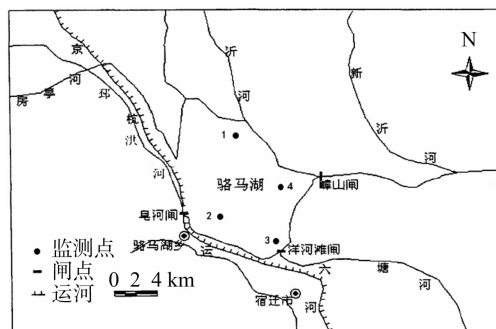 京
杭
运
河
房
亭
河
邳
洪
河
沂
河
新
沂
河
N
1
骆马湖
4
嶂山闸
皂河闸
2
3
洋河滩闸
骆马湖乡
六
塘
河
宿迁市
监测点
闸点
运河
0 2 4 km